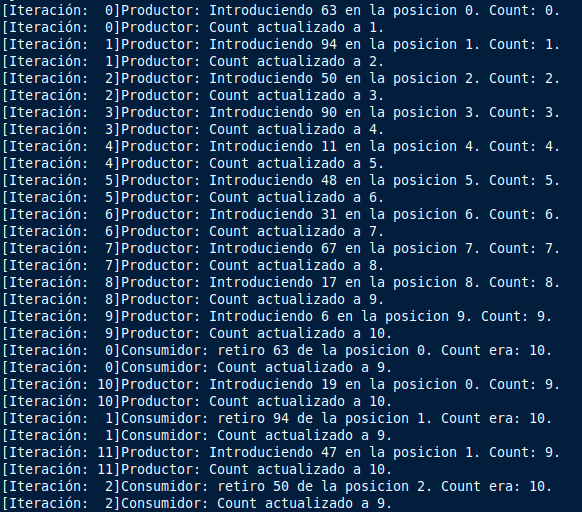 [Iteración:  0]Productor: Introduciendo 63 en la posicion 0. Count: 0.
[Iteración:  0]Productor: Count actualizado a 1.
[Iteración:  1]Productor: Introduciendo 94 en la posicion 1. Count: 1.
[Iteración:  1]Productor: Count actualizado a 2.
[Iteración:  2]Productor: Introduciendo 50 en la posicion 2. Count: 2.
[Iteración:  2]Productor: Count actualizado a 3.
[Iteración:  3]Productor: Introduciendo 90 en la posicion 3. Count: 3.
[Iteración:  3]Productor: Count actualizado a 4.
[Iteración:  4]Productor: Introduciendo 11 en la posicion 4. Count: 4.
[Iteración:  4]Productor: Count actualizado a 5.
[Iteración:  5]Productor: Introduciendo 48 en la posicion 5. Count: 5.
[Iteración:  5]Productor: Count actualizado a 6.
[Iteración:  6]Productor: Introduciendo 31 en la posicion 6. Count: 6.
[Iteración:  6]Productor: Count actualizado a 7.
[Iteración:  7]Productor: Introduciendo 67 en la posicion 7. Count: 7.
[Iteración:  7]Productor: Count actualizado a 8.
[Iteración:  8]Productor: Introduciendo 17 en la posicion 8. Count: 8.
[Iteración:  8]Productor: Count actualizado a 9.
[Iteración:  9]Productor: Introduciendo 6 en la posicion 9. Count: 9.
[Iteración:  9]Productor: Count actualizado a 10.
[Iteración:  0]Consumidor: retiro 63 de la posicion 0. Count era: 10.
[Iteración:  0]Consumidor: Count actualizado a 9.
[Iteración: 10]Productor: Introduciendo 19 en la posicion 0. Count: 9.
[Iteración: 10]Productor: Count actualizado a 10.
[Iteración:  1]Consumidor: retiro 94 de la posicion 1. Count era: 10.
[Iteración:  1]Consumidor: Count actualizado a 9.
[Iteración: 11]Productor: Introduciendo 47 en la posicion 1. Count: 9.
[Iteración: 11]Productor: Count actualizado a 10.
[Iteración:  2]Consumidor: retiro 50 de la posicion 2. Count era: 10.
[Iteración:  2]Consumidor: Count actualizado a 9.